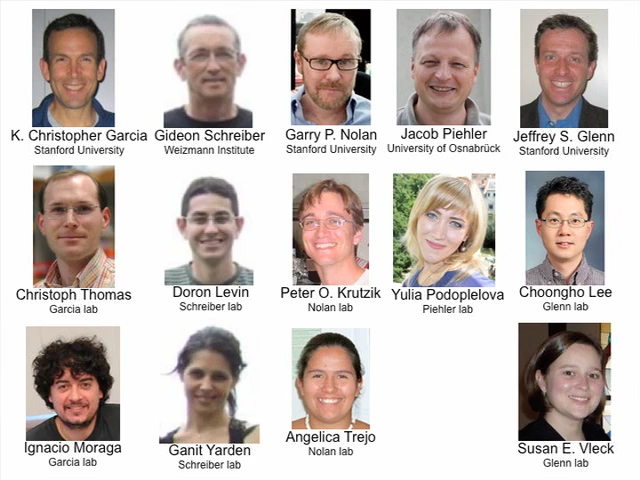 K. Christopher Garcia
Stanford University
Gideon Schreiber
Weizmann Institute
Garry P. Nolan
Stanford University
Jacob Piehler
University of Osnabrück
Jeffrey S. Glenn
Stanford University
Christoph Thomas
Garcia lab
Doron Levin
Schreiber lab
Peter O. Krutzik
Nolan lab
Yulia Podoplelova
Piehler lab
Choongho Lee
Glenn lab
Ignacio Moraga
Garcia lab
Ganit Yarden
Schreiber lab
Angelica Trejo
Nolan lab
Susan E. Vleck
Glenn lab